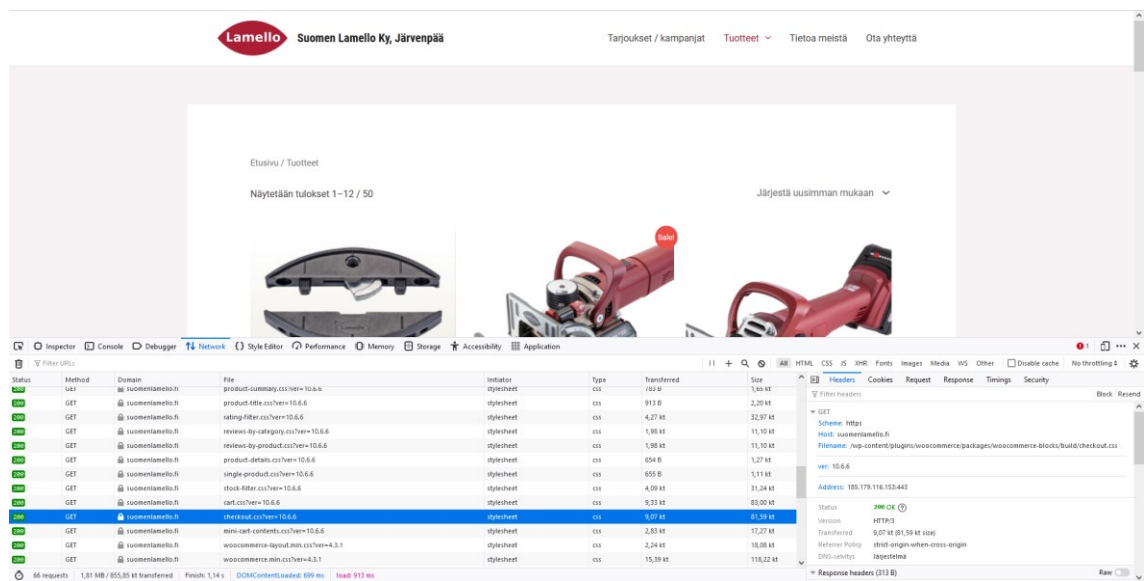 Lamello Suomen Lamello Ky, Järvenpää Tarjoukset / kampanjat Tuotteet Tietoa meistä Ota yhteyttä
Etusivu / Tuotteet
Näytetään tulokset 1–12 / 50 Järjestä uusimman mukaan
Sale!
Inspector Console Debugger Network Style Editor Performance Memory Storage Accessibility Application 1
Filter URLs All HTML CSS JS XHR Fonts Images Media WS Other Disable cache No throttling
Status Method Domain File Initiator Type Transferred Size
200 GET suomenlamello.fi product-summary.css?ver=10.6.6 stylesheet css 783 B 1,65 kt
200 GET suomenlamello.fi product-title.css?ver=10.6.6 stylesheet css 913 B 2,20 kt
200 GET suomenlamello.fi rating-filter.css?ver=10.6.6 stylesheet css 4,27 kt 32,97 kt
200 GET suomenlamello.fi reviews-by-category.css?ver=10.6.6 stylesheet css 1,98 kt 11,10 kt
200 GET suomenlamello.fi reviews-by-product.css?ver=10.6.6 stylesheet css 1,98 kt 11,10 kt
200 GET suomenlamello.fi product-details.css?ver=10.6.6 stylesheet css 654 B 1,27 kt
200 GET suomenlamello.fi single-product.css?ver=10.6.6 stylesheet css 655 B 1,11 kt
200 GET suomenlamello.fi stock-filter.css?ver=10.6.6 stylesheet css 4,09 kt 31,24 kt
200 GET suomenlamello.fi cart.css?ver=10.6.6 stylesheet css 9,33 kt 83,00 kt
200 GET suomenlamello.fi checkout.css?ver=10.6.6 stylesheet css 9,07 kt 81,59 kt
200 GET suomenlamello.fi mini-cart-contents.css?ver=10.6.6 stylesheet css 2,83 kt 17,27 kt
200 GET suomenlamello.fi woocommerce-layout.min.css?ver=4.3.1 stylesheet css 2,24 kt 18,08 kt
200 GET suomenlamello.fi woocommerce.min.css?ver=4.3.1 stylesheet css 15,39 kt 118,22 kt
66 requests 1,81 MB / 855,85 kt transferred Finish: 1,14 s DOMContentLoaded: 699 ms load: 913 ms
Headers Cookies Request Response Timings Security
Filter headers Block Resend
GET
Scheme: https
Host: suomenlamello.fi
Filename: /wp-content/plugins/woocommerce/packages/woocommerce-blocks/build/checkout.css
ver: 10.6.6
Address: 185.179.116.153:443
Status 200 OK
Version HTTP/3
Transferred 9,07 kt (81,59 kt size)
Referrer Policy strict-origin-when-cross-origin
DNS-selvitys Järjestelmä
Response headers (313 B) Raw